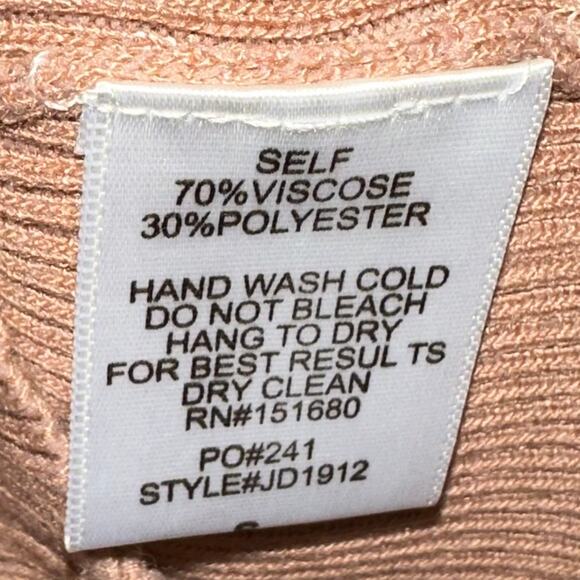 SELF
70%VISCOSE
30%POLYESTER
HAND WASH COLD
DO NOT BLEACH
HANG TO DRY
FOR BEST RESUL TS
DRY CLEAN
RN#151680
PO#241
STYLE#JD1912